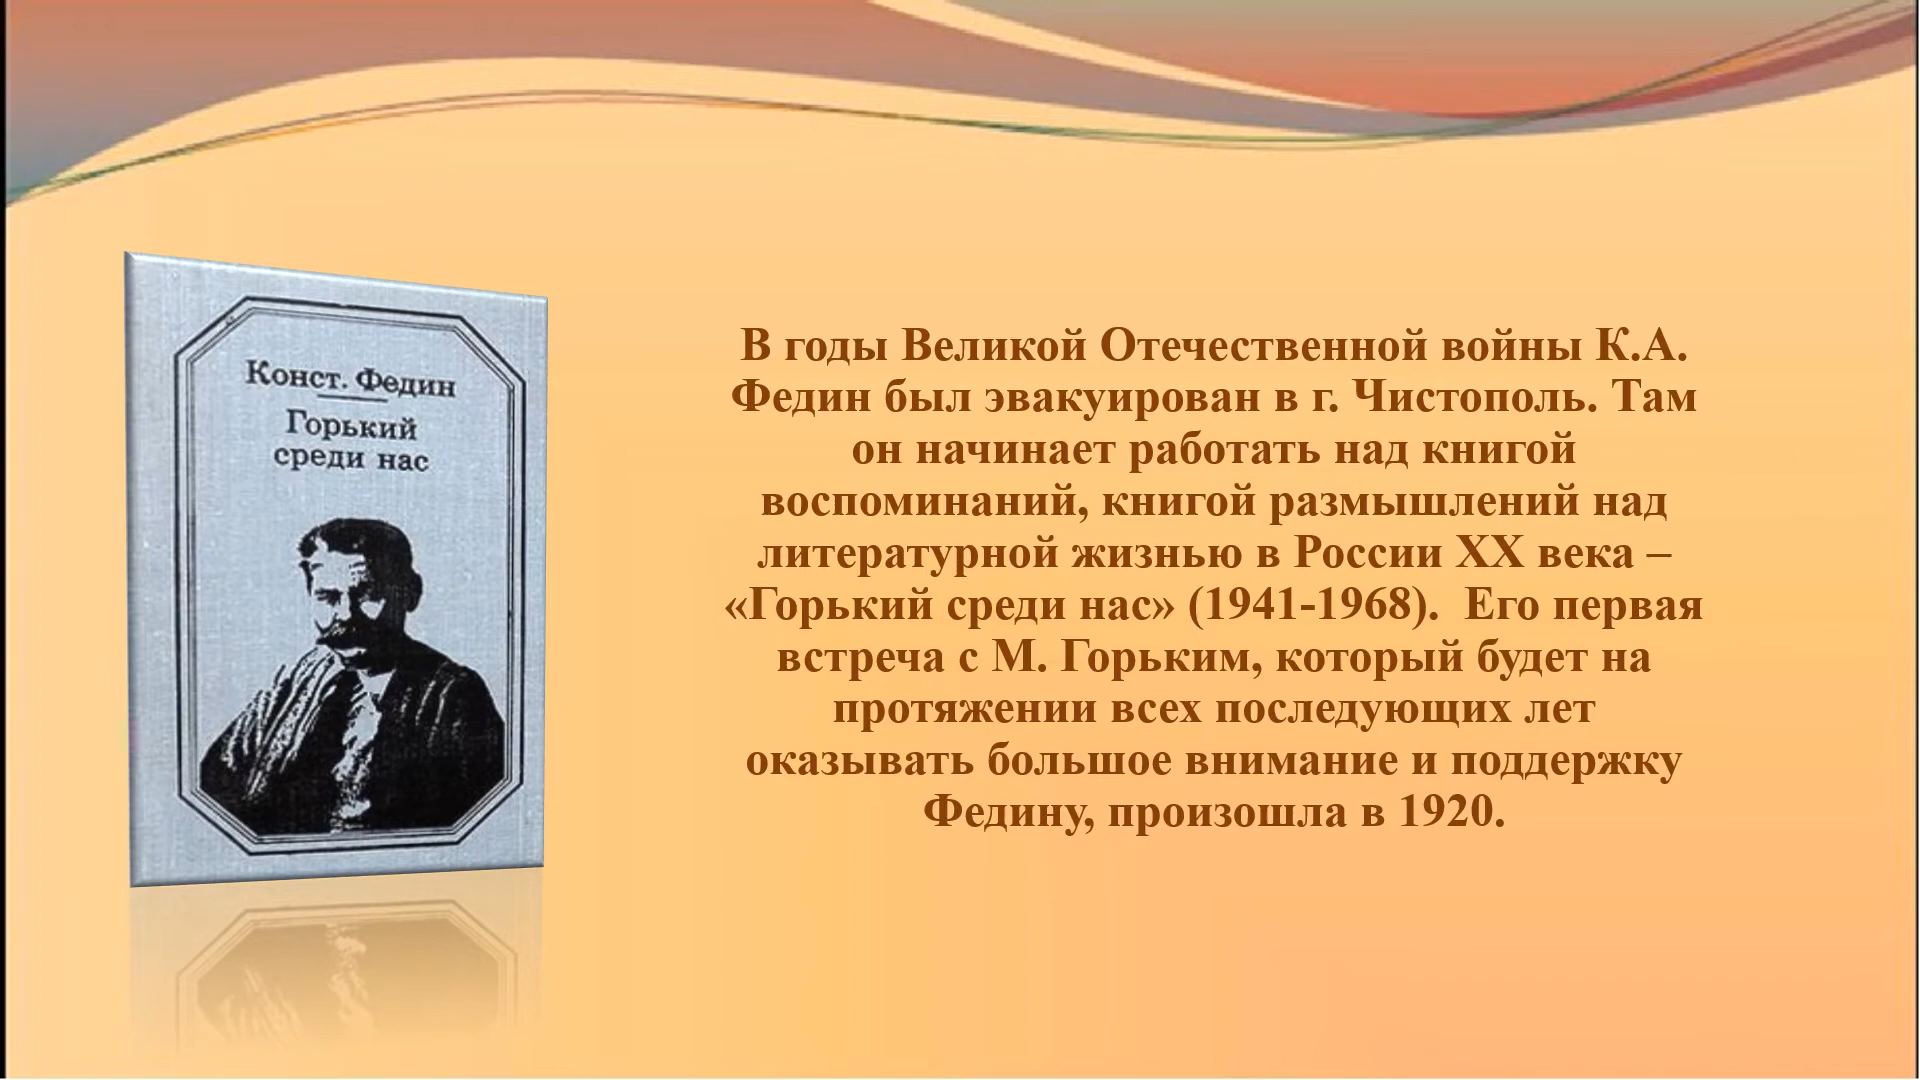 Конст. Федин
Горький
среди нас
В годы Великой Отечественной войны К.А.
Федин был эвакуирован в г. Чистополь. Там
он начинает работать над книгой
воспоминаний, книгой размышлений над
литературной жизнью в России XX века –
«Горький среди нас» (1941-1968).  Его первая
встреча с М. Горьким, который будет на
протяжении всех последующих лет
оказывать большое внимание и поддержку
Федину, произошла в 1920.